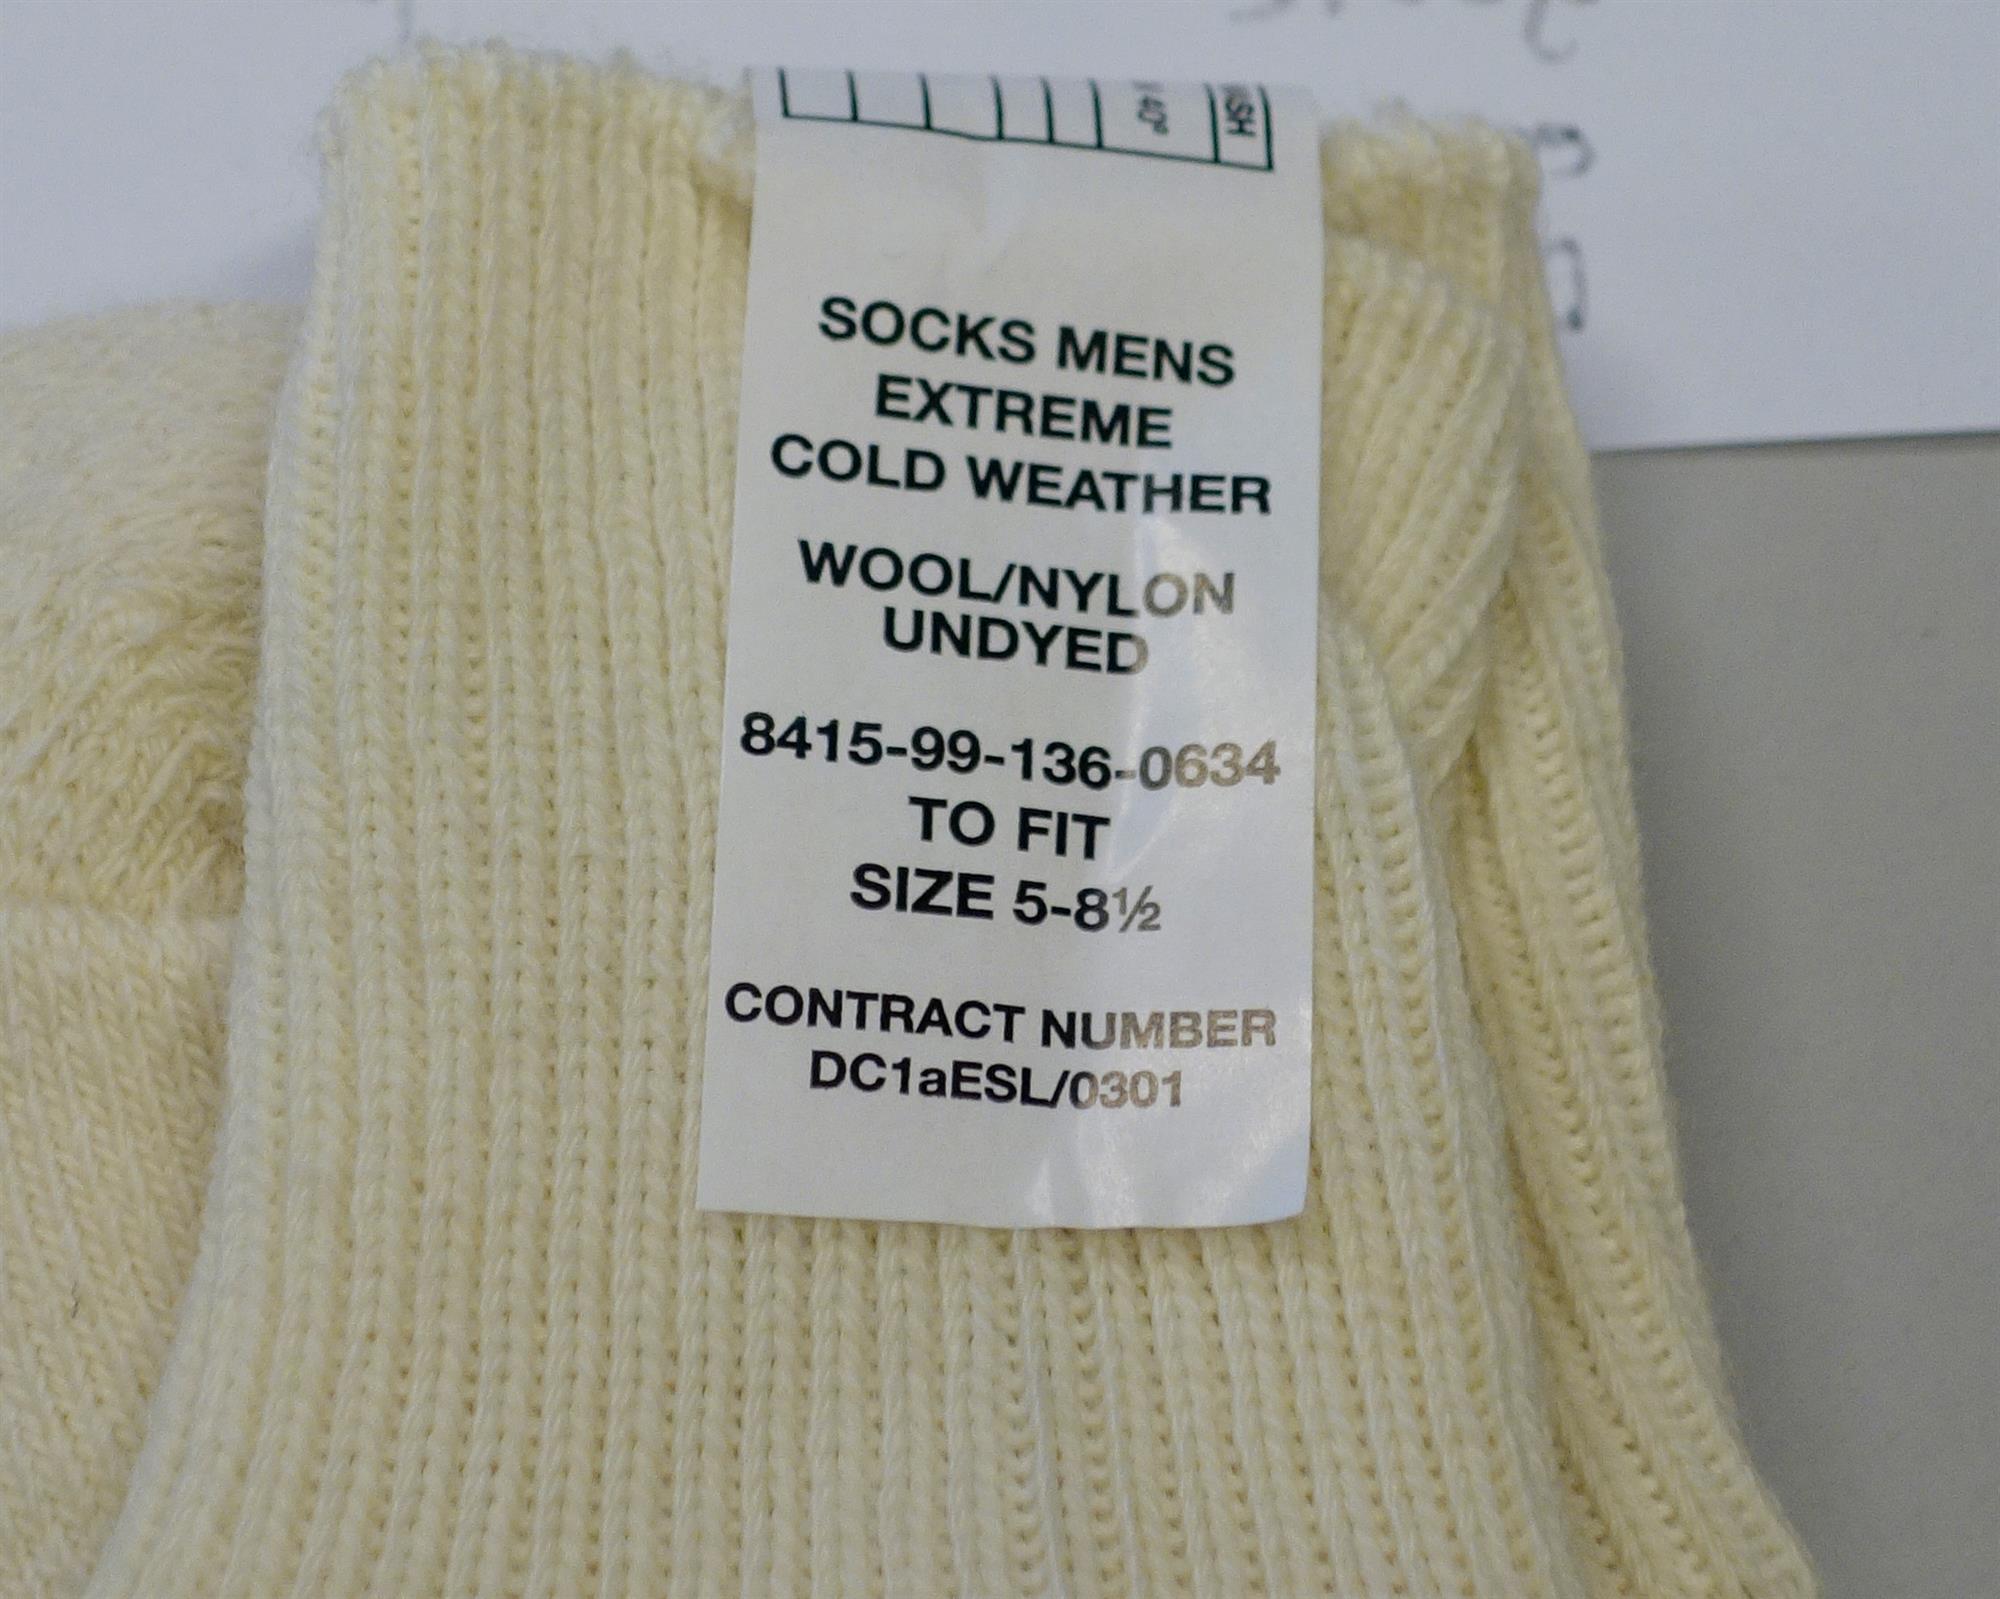 SOCKS MENS
EXTREME
COLD WEATHER
WOOL/NYLON
UNDYED
8415-99-136-0634
TO FIT
SIZE 5-8½
CONTRACT NUMBER
DC1aESL/0301
40°